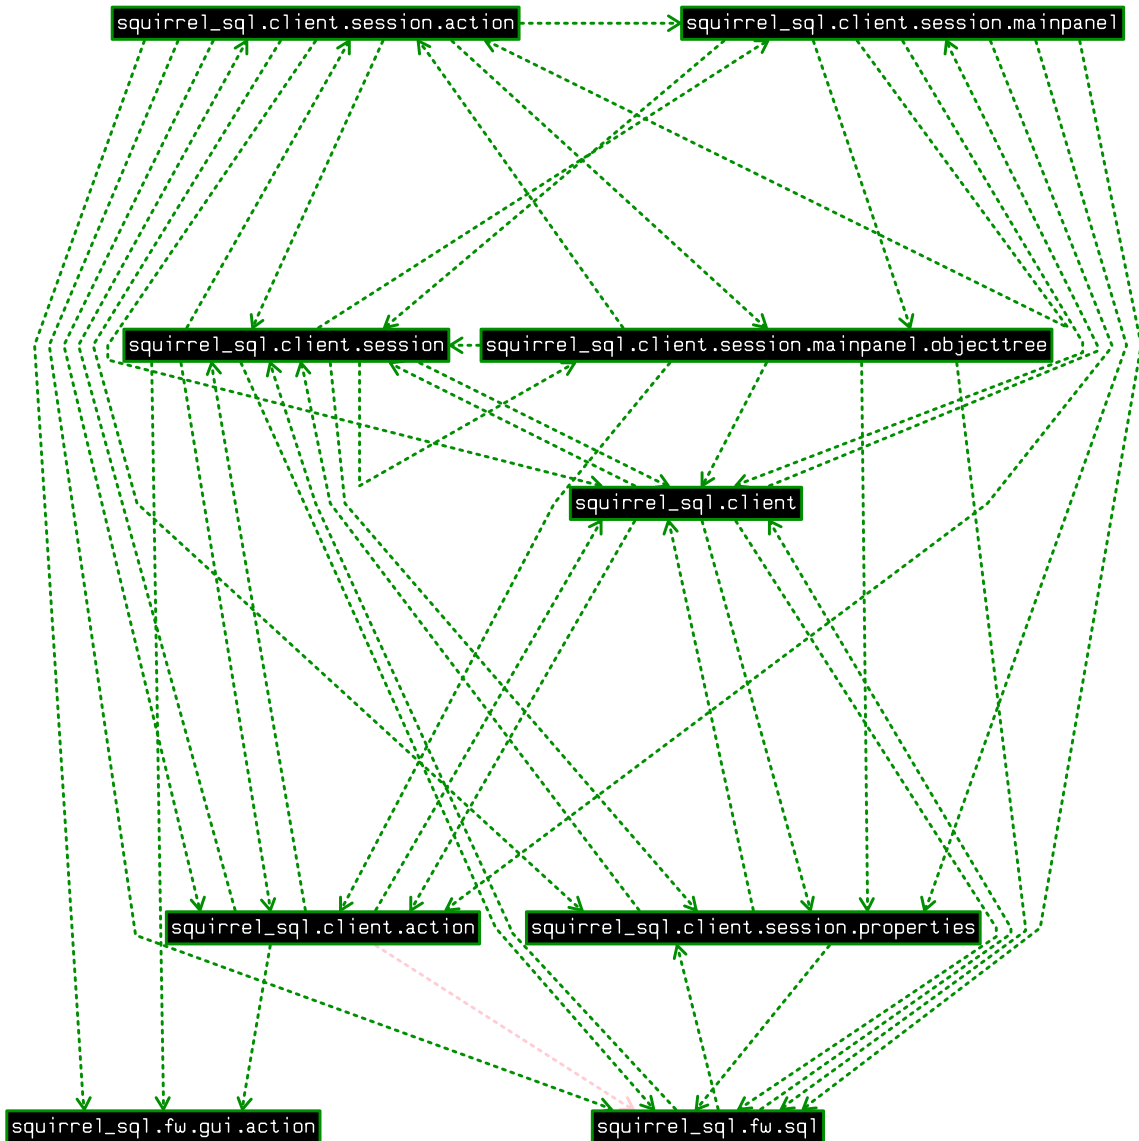 squirrel_sql.client.session.action
squirrel_sql.client.session.mainpanel
squirrel_sql.client.session
squirrel_sql.client.session.mainpanel.objecttree
squirrel_sql.client
squirrel_sql.client.action
squirrel_sql.client.session.properties
squirrel_sql.fw.gui.action
squirrel_sql.fw.sql